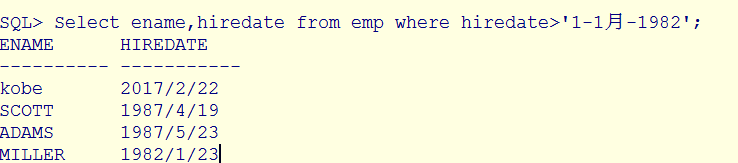 SQL> Select ename,hiredate from emp where hiredate>'1-1月-1982';
ENAME      HIREDATE
---------- -----------
kobe       2017/2/22
SCOTT      1987/4/19
ADAMS      1987/5/23
MILLER     1982/1/23